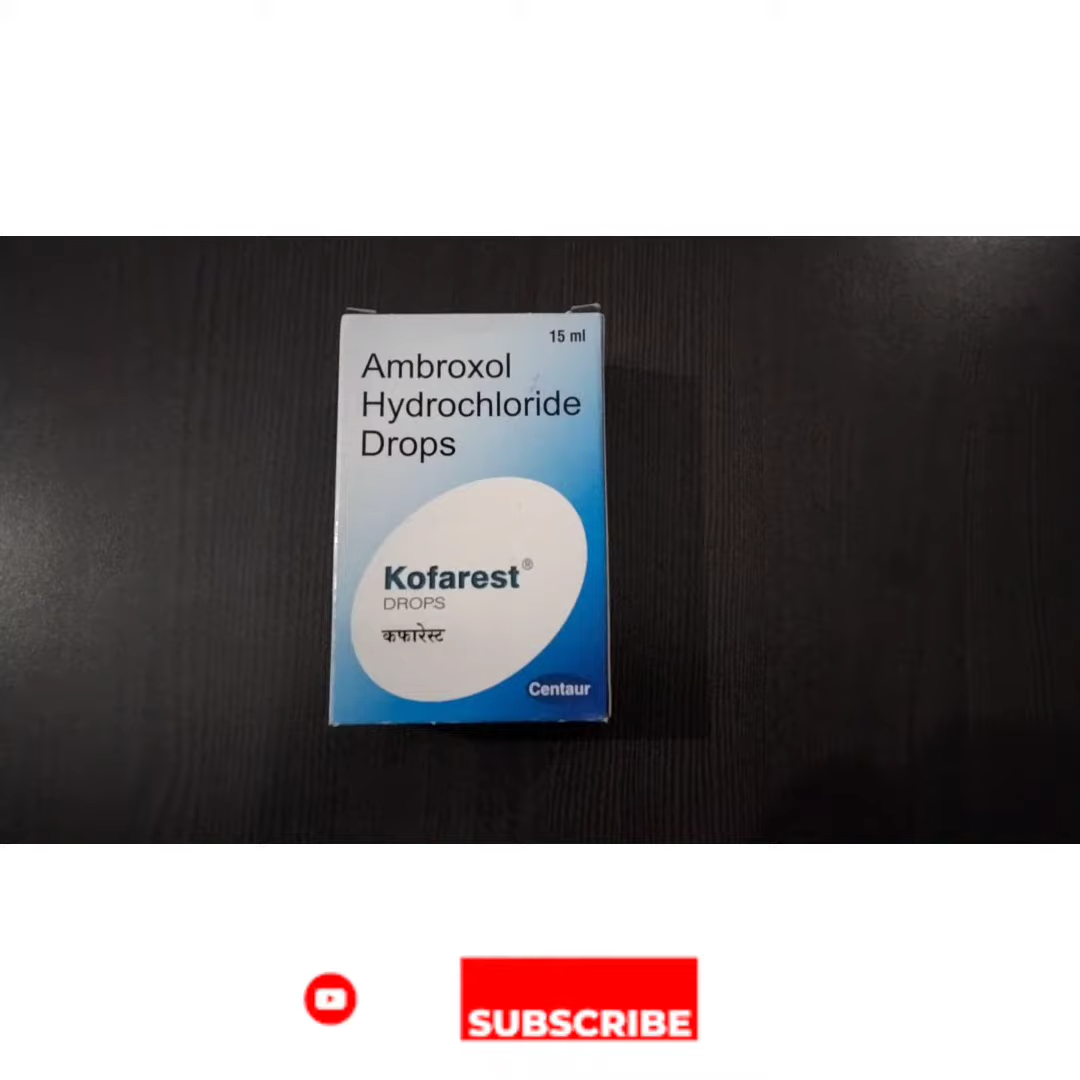 15 ml
Ambroxol
Hydrochloride
Drops
Kofarest®
DROPS
कफारेस्ट
Centaur
SUBSCRIBE